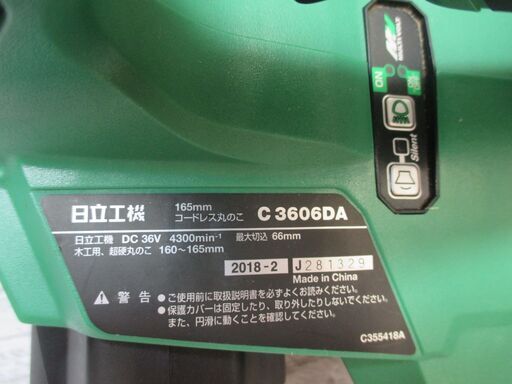 ON
Silent
日立工機
165mm
コードレス丸のこ
C 3606DA
日立工機 DC 36V 4300min⁻¹ 最大切込 66mm
木工用、超硬丸のこ 160～165mm
2018-2 J281329
Made in China
⚠ 警告
●ご使用前に取扱説明書を必ずよくお読みください。
●保護カバーは固定したり、取り外したりしないでください。
また、円滑に動くことを確認してください。
C355418A